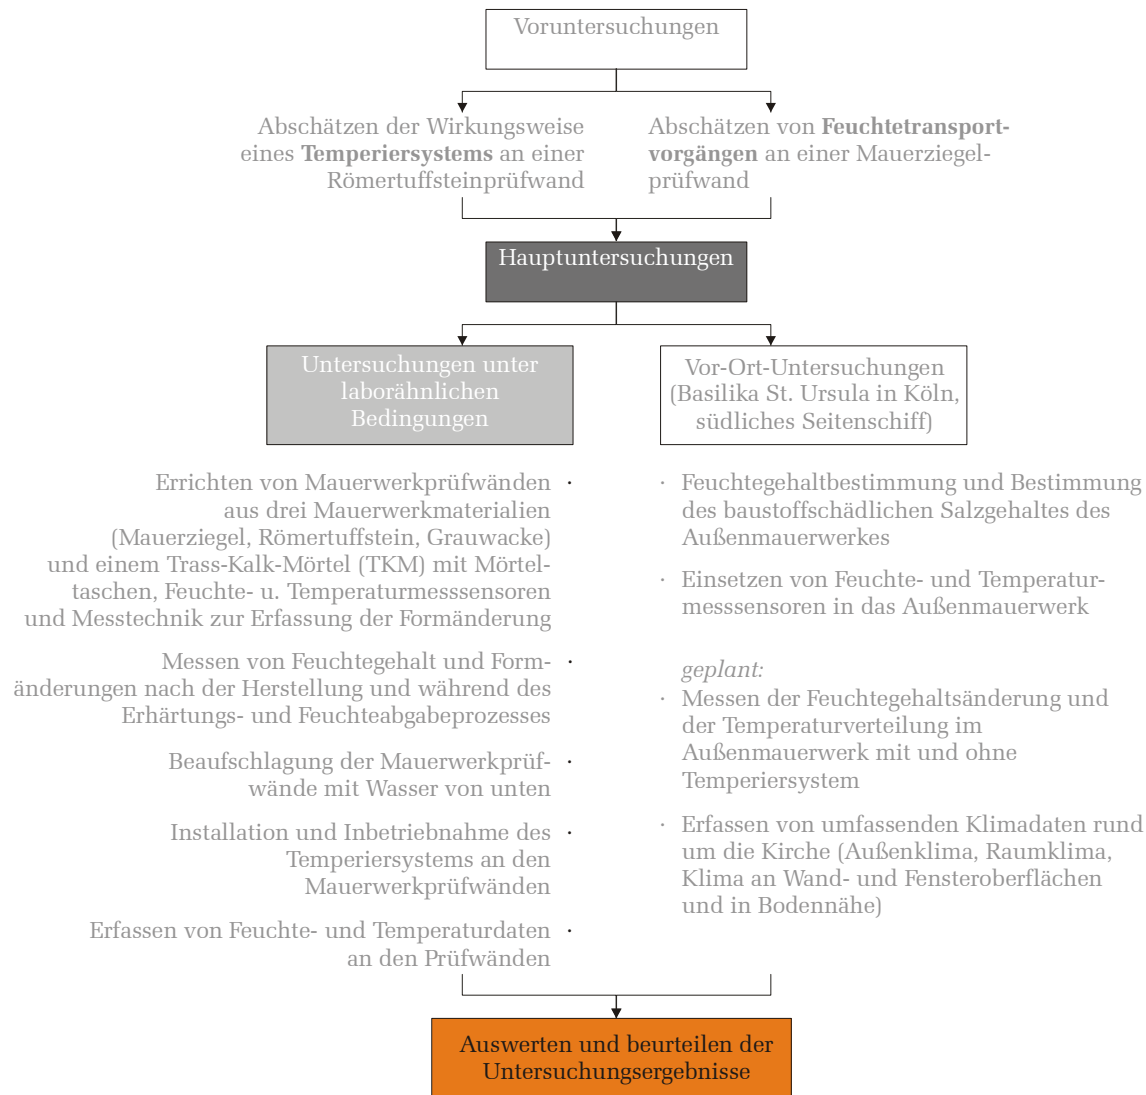 Voruntersuchungen
Abschätzen der Wirkungsweise
eines Temperiersystems an einer
Römertuffsteinprüfwand
Abschätzen von Feuchtetransport-
vorgängen an einer Mauerziegel-
prüfwand
Hauptuntersuchungen
Untersuchungen unter
laborähnlichen
Bedingungen
Vor-Ort-Untersuchungen
(Basilika St. Ursula in Köln,
südliches Seitenschiff)
Errichten von Mauerwerkprüfwänden ·
aus drei Mauerwerkmaterialien
(Mauerziegel, Römertuffstein, Grauwacke)
und einem Trass-Kalk-Mörtel (TKM) mit Mörtel-
taschen, Feuchte- u. Temperaturmesssensoren
und Messtechnik zur Erfassung der Formänderung
Messen von Feuchtegehalt und Form- ·
änderungen nach der Herstellung und während des
Erhärtungs- und Feuchteabgabeprozesses
Beaufschlagung der Mauerwerkprüf- ·
wände mit Wasser von unten
Installation und Inbetriebnahme des ·
Temperiersystems an den
Mauerwerkprüfwänden
Erfassen von Feuchte- und Temperaturdaten ·
an den Prüfwänden
· Feuchtegehaltbestimmung und Bestimmung
des baustoffschädlichen Salzgehaltes des
Außenmauerwerkes
· Einsetzen von Feuchte- und Temperatur-
messsensoren in das Außenmauerwerk
geplant:
· Messen der Feuchtegehaltsänderung und
der Temperaturverteilung im
Außenmauerwerk mit und ohne
Temperiersystem
· Erfassen von umfassenden Klimadaten rund
um die Kirche (Außenklima, Raumklima,
Klima an Wand- und Fensteroberflächen
und in Bodennähe)
Auswerten und beurteilen der
Untersuchungsergebnisse